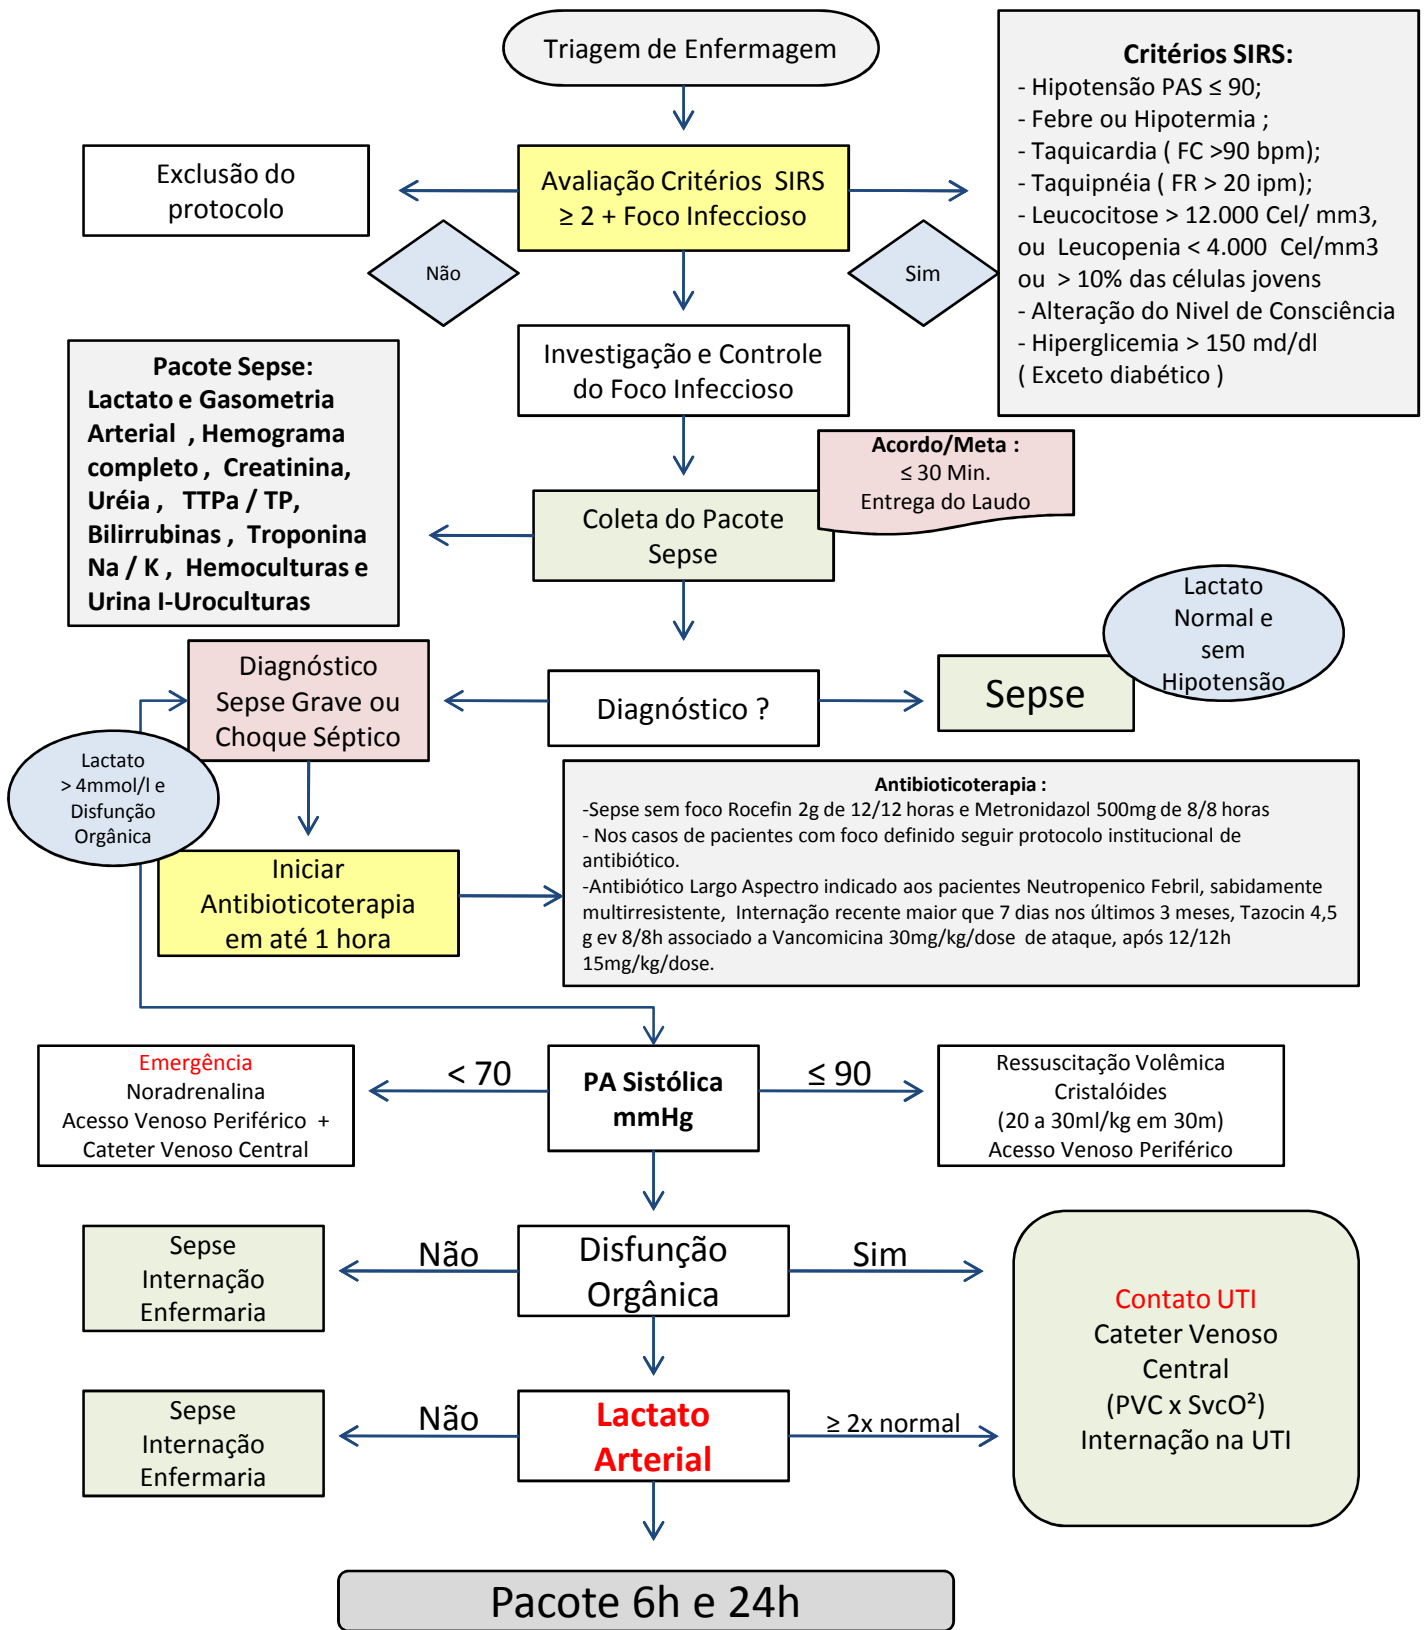 Triagem de Enfermagem
Critérios SIRS:
- Hipotensão PAS ≤ 90;
- Febre ou Hipotermia ;
- Taquicardia ( FC >90 bpm);
- Taquipnéia ( FR > 20 ipm);
- Leucocitose > 12.000 Cel/ mm3,
ou Leucopenia < 4.000 Cel/mm3
ou > 10% das células jovens
- Alteração do Nivel de Consciência
- Hiperglicemia > 150 md/dl
( Exceto diabético )
Exclusão do
protocolo
Avaliação Critérios SIRS
≥ 2 + Foco Infeccioso
Não
Sim
Investigação e Controle
do Foco Infeccioso
Pacote Sepse:
Lactato e Gasometria
Arterial , Hemograma
completo , Creatinina,
Uréia , TTPa / TP,
Bilirrubinas , Troponina
Na / K , Hemoculturas e
Urina I-Uroculturas
Acordo/Meta :
≤ 30 Min.
Entrega do Laudo
Coleta do Pacote
Sepse
Lactato
Normal e
sem
Hipotensão
Diagnóstico
Sepse Grave ou
Choque Séptico
Diagnóstico ?
Sepse
Lactato
> 4mmol/l e
Disfunção
Orgânica
Iniciar
Antibioticoterapia
em até 1 hora
Antibioticoterapia :
-Sepse sem foco Rocefin 2g de 12/12 horas e Metronidazol 500mg de 8/8 horas
- Nos casos de pacientes com foco definido seguir protocolo institucional de
antibiótico.
-Antibiótico Largo Aspectro indicado aos pacientes Neutropenico Febril, sabidamente
multirresistente, Internação recente maior que 7 dias nos últimos 3 meses, Tazocin 4,5
g ev 8/8h associado a Vancomicina 30mg/kg/dose de ataque, após 12/12h
15mg/kg/dose.
Emergência
Noradrenalina
Acesso Venoso Periférico +
Cateter Venoso Central
< 70
PA Sistólica
mmHg
≤ 90
Ressuscitação Volêmica
Cristalóides
(20 a 30ml/kg em 30m)
Acesso Venoso Periférico
Sepse
Internação
Enfermaria
Não
Disfunção
Orgânica
Sim
Contato UTI
Cateter Venoso
Central
(PVC x SvcO²)
Internação na UTI
Sepse
Internação
Enfermaria
Não
Lactato
Arterial
≥ 2x normal
Pacote 6h e 24h